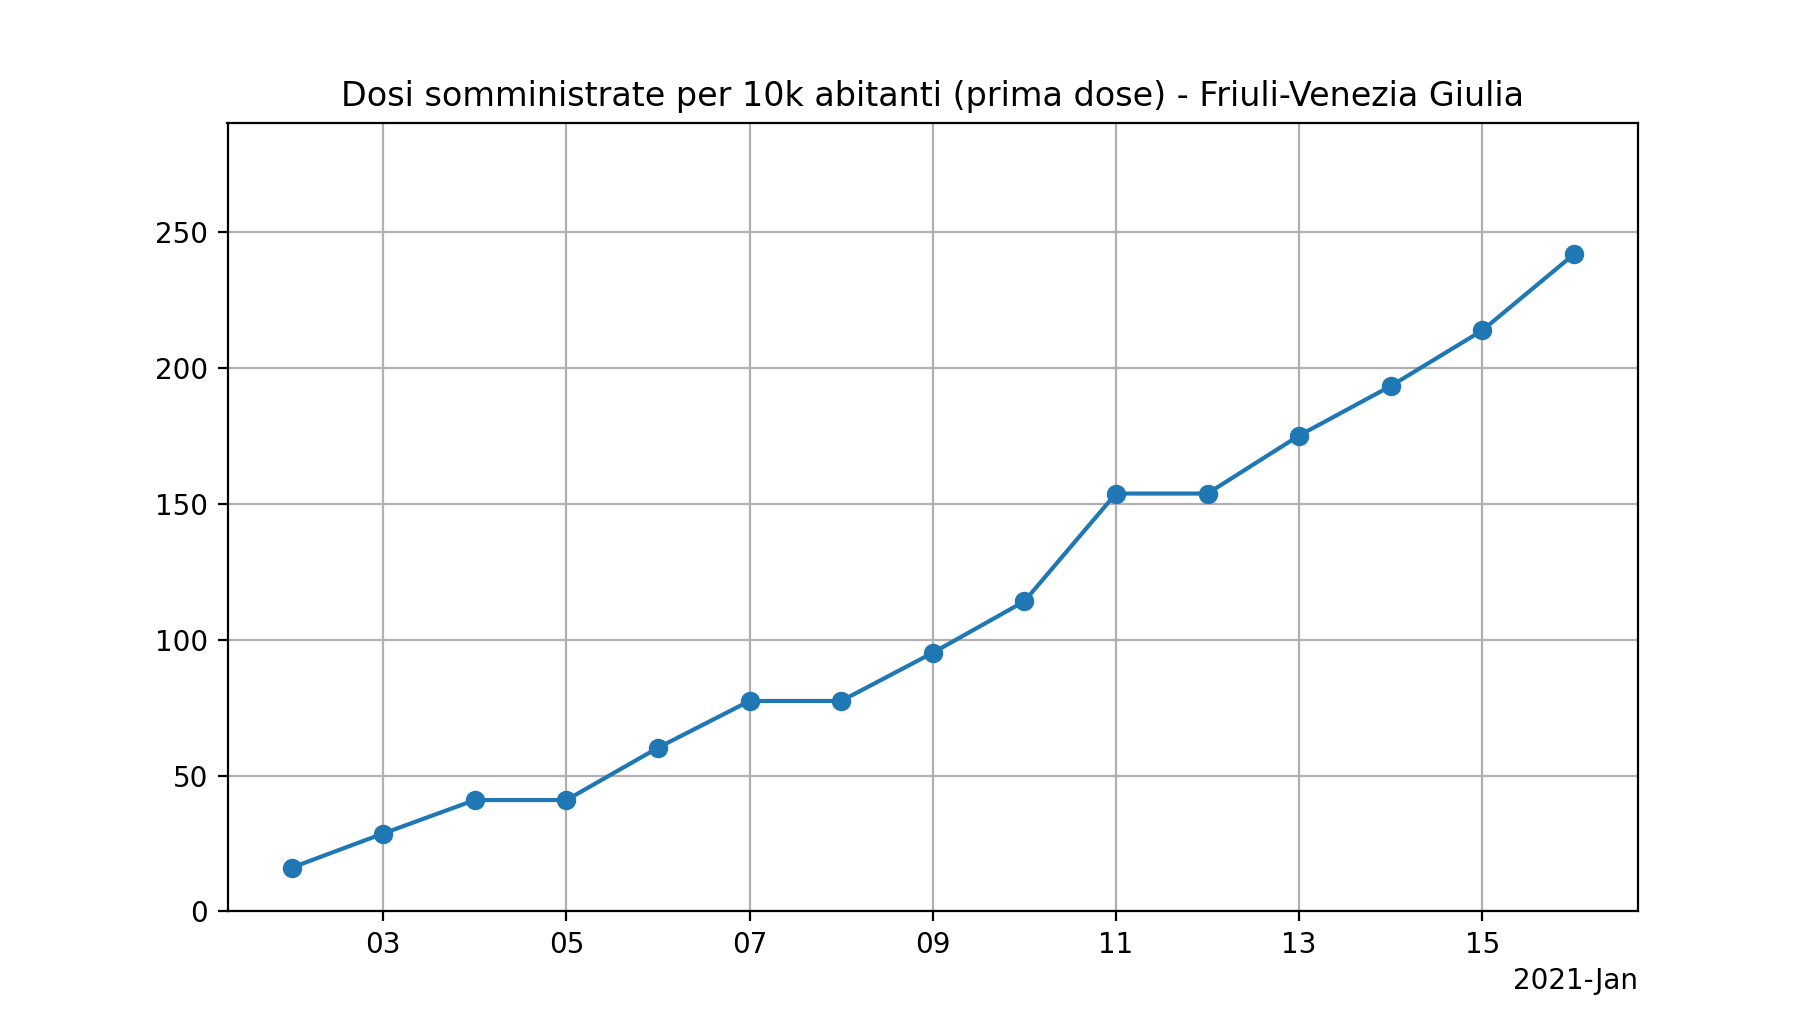 Dosi somministrate per 10k abitanti (prima dose) - Friuli-Venezia Giulia
250
200
150
100
50
0
03 05 07 09 11 13 15
2021-Jan